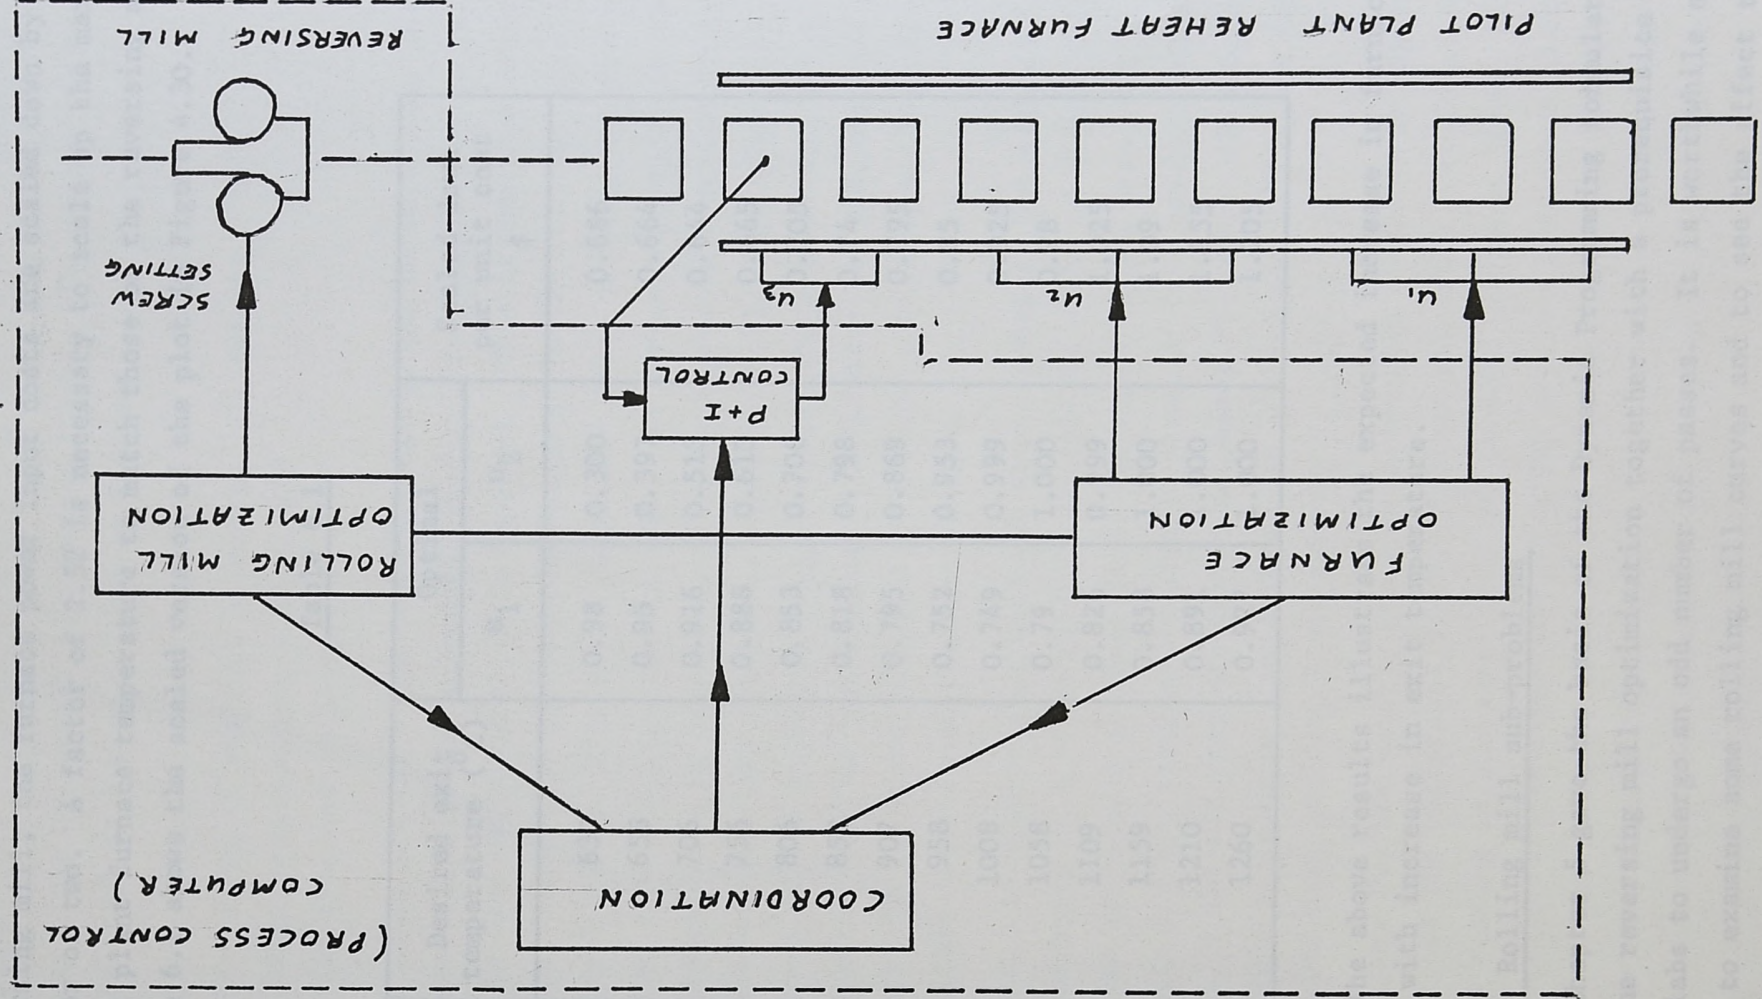 (PROCESS CONTROL
COMPUTER)
COORDINATION
FURNACE
OPTIMIZATION
ROLLING MILL
OPTIMIZATION
P+I
CONTROL
u₁
u₂
u₃
SCREW
SETTING
PILOT PLANT REHEAT FURNACE
REVERSING MILL